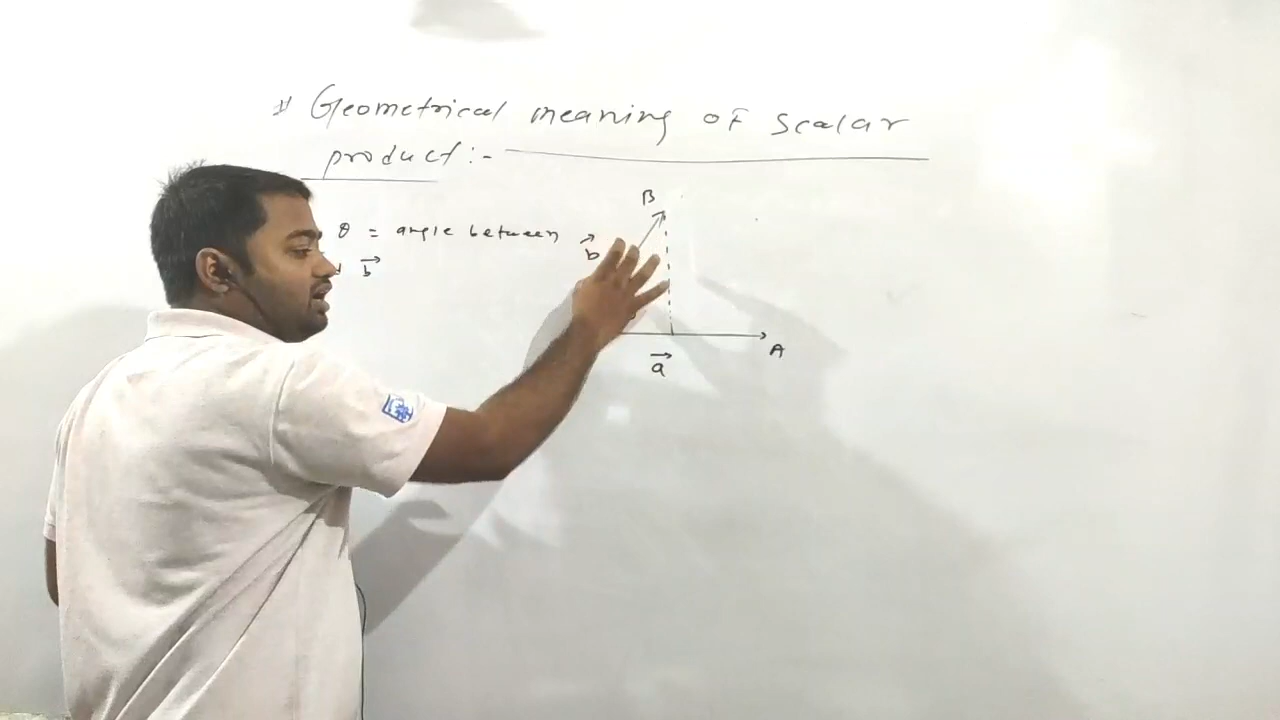 # Geometrical meaning of scalar
product:-
B
θ = angle between
b
b
A
a